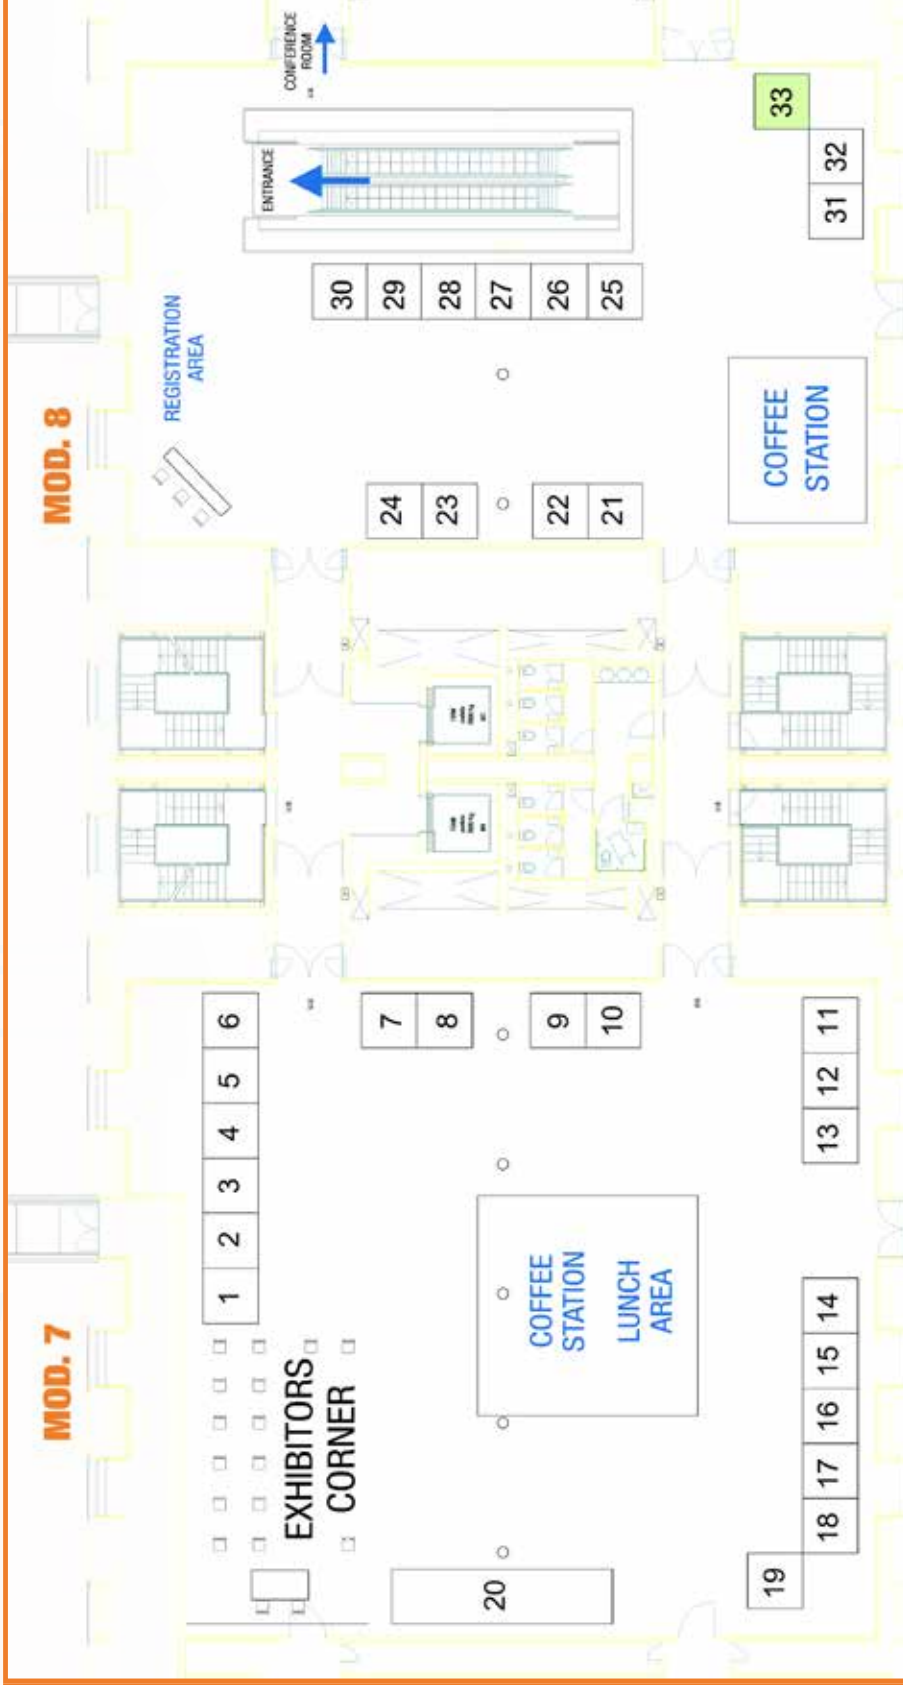 MOD. 7
MOD. 8
EXHIBITORS
CORNER
1
2
3
4
5
6
7
8
9
10
11
12
13
14
15
16
17
18
19
20
COFFEE
STATION
LUNCH
AREA
REGISTRATION
AREA
ENTRANCE
CONFERENCE
ROOM
21
22
23
24
25
26
27
28
29
30
31
32
33
COFFEE
STATION